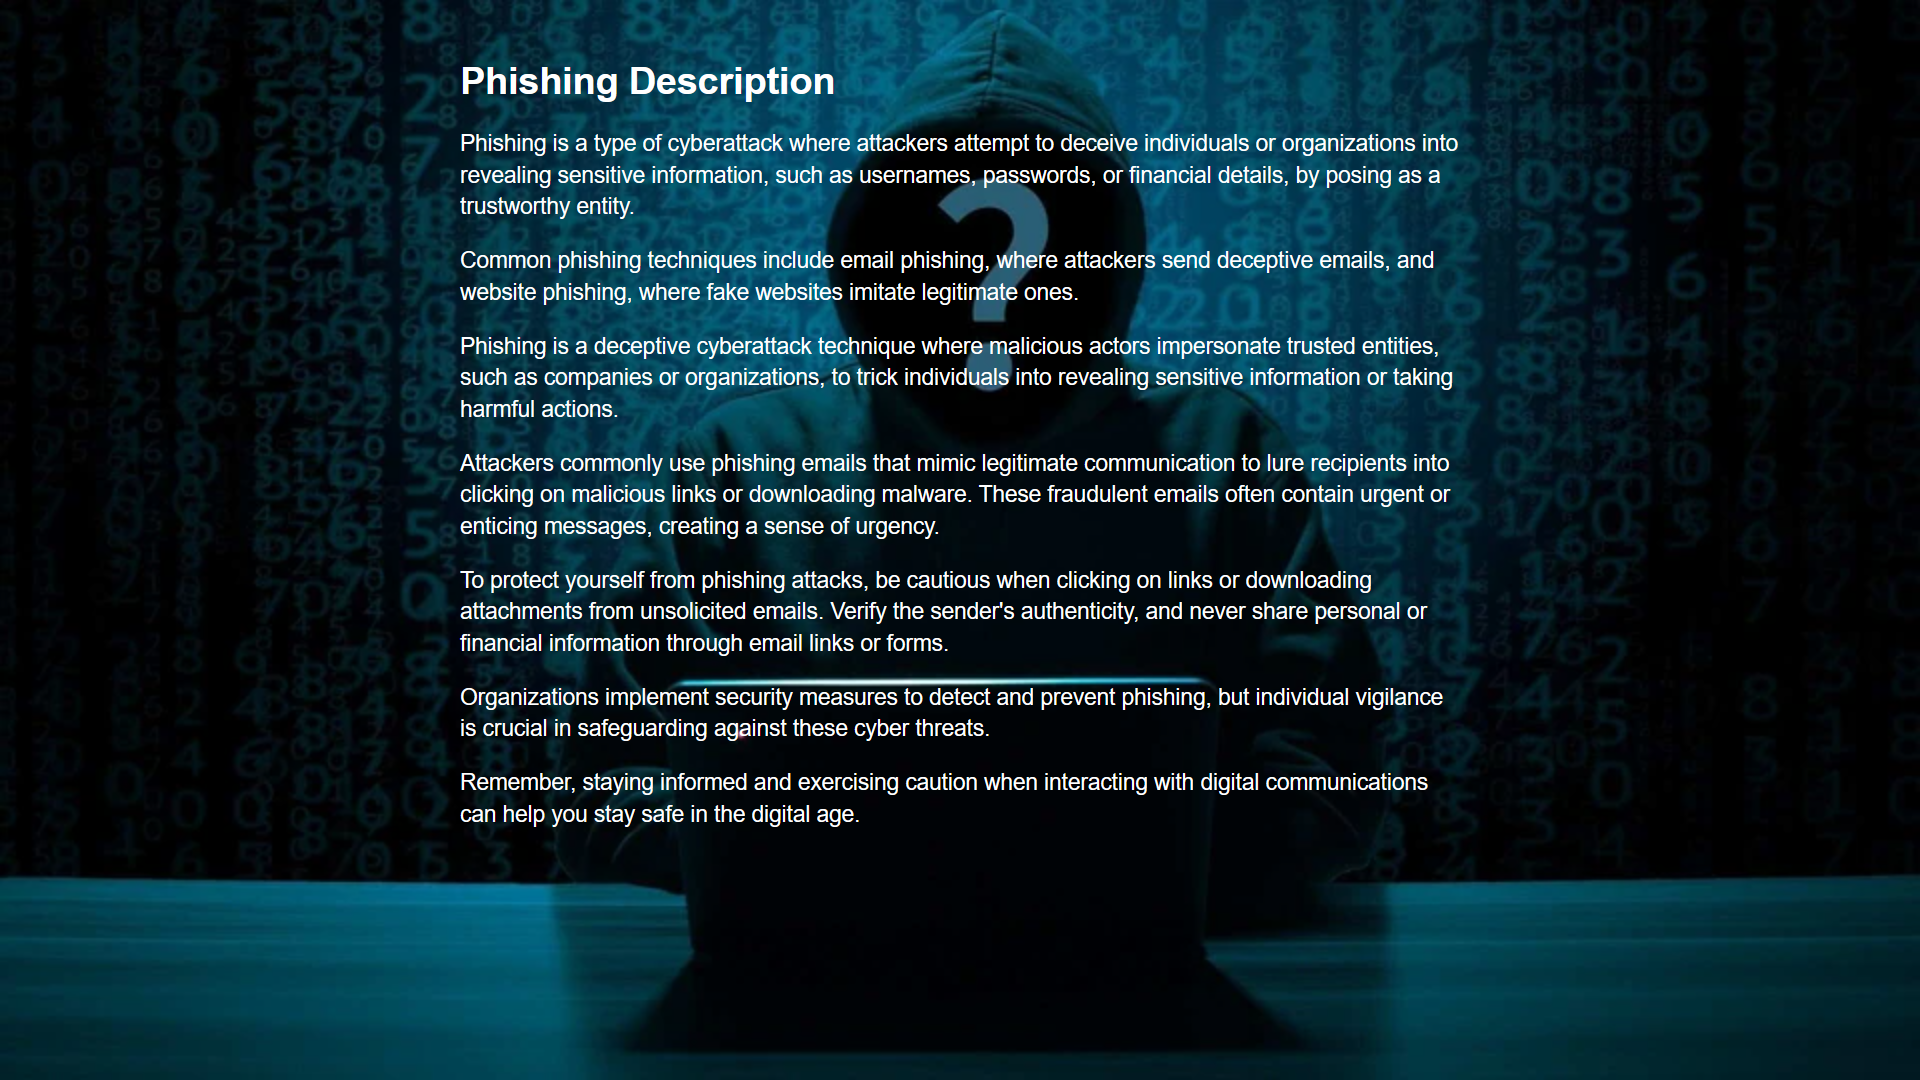 Phishing Description
Phishing is a type of cyberattack where attackers attempt to deceive individuals or organizations into
revealing sensitive information, such as usernames, passwords, or financial details, by posing as a
trustworthy entity.
Common phishing techniques include email phishing, where attackers send deceptive emails, and
website phishing, where fake websites imitate legitimate ones.
Phishing is a deceptive cyberattack technique where malicious actors impersonate trusted entities,
such as companies or organizations, to trick individuals into revealing sensitive information or taking
harmful actions.
Attackers commonly use phishing emails that mimic legitimate communication to lure recipients into
clicking on malicious links or downloading malware. These fraudulent emails often contain urgent or
enticing messages, creating a sense of urgency.
To protect yourself from phishing attacks, be cautious when clicking on links or downloading
attachments from unsolicited emails. Verify the sender's authenticity, and never share personal or
financial information through email links or forms.
Organizations implement security measures to detect and prevent phishing, but individual vigilance
is crucial in safeguarding against these cyber threats.
Remember, staying informed and exercising caution when interacting with digital communications
can help you stay safe in the digital age.